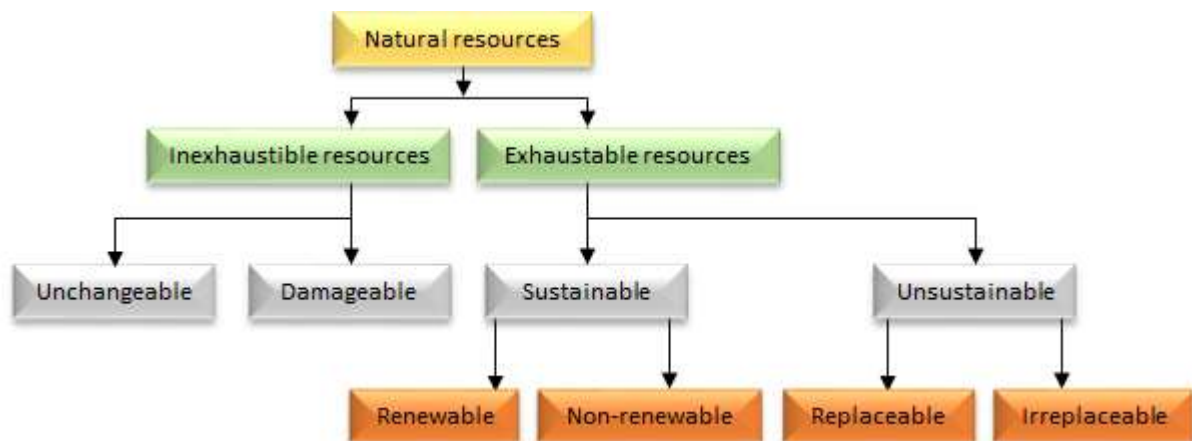 Natural resources
Inexhaustible resources
Exhaustable resources
Unchangeable
Damageable
Sustainable
Unsustainable
Renewable
Non-renewable
Replaceable
Irreplaceable